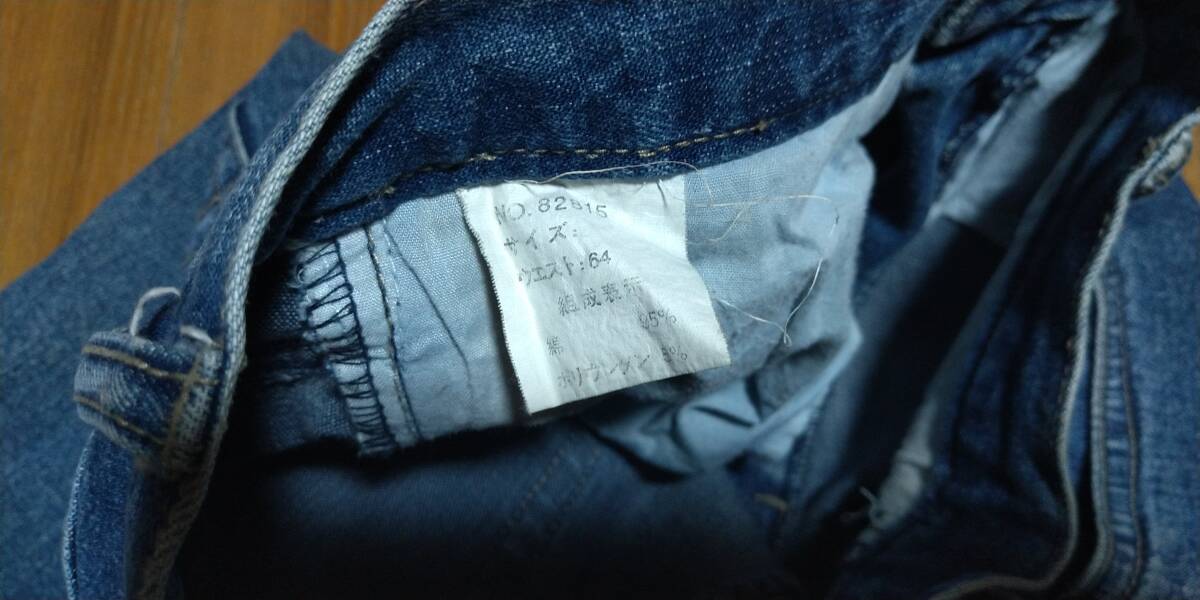 NO.82815
サイズ:
ウエスト:64
組成表示
綿 95%
ポリウレタン 5%